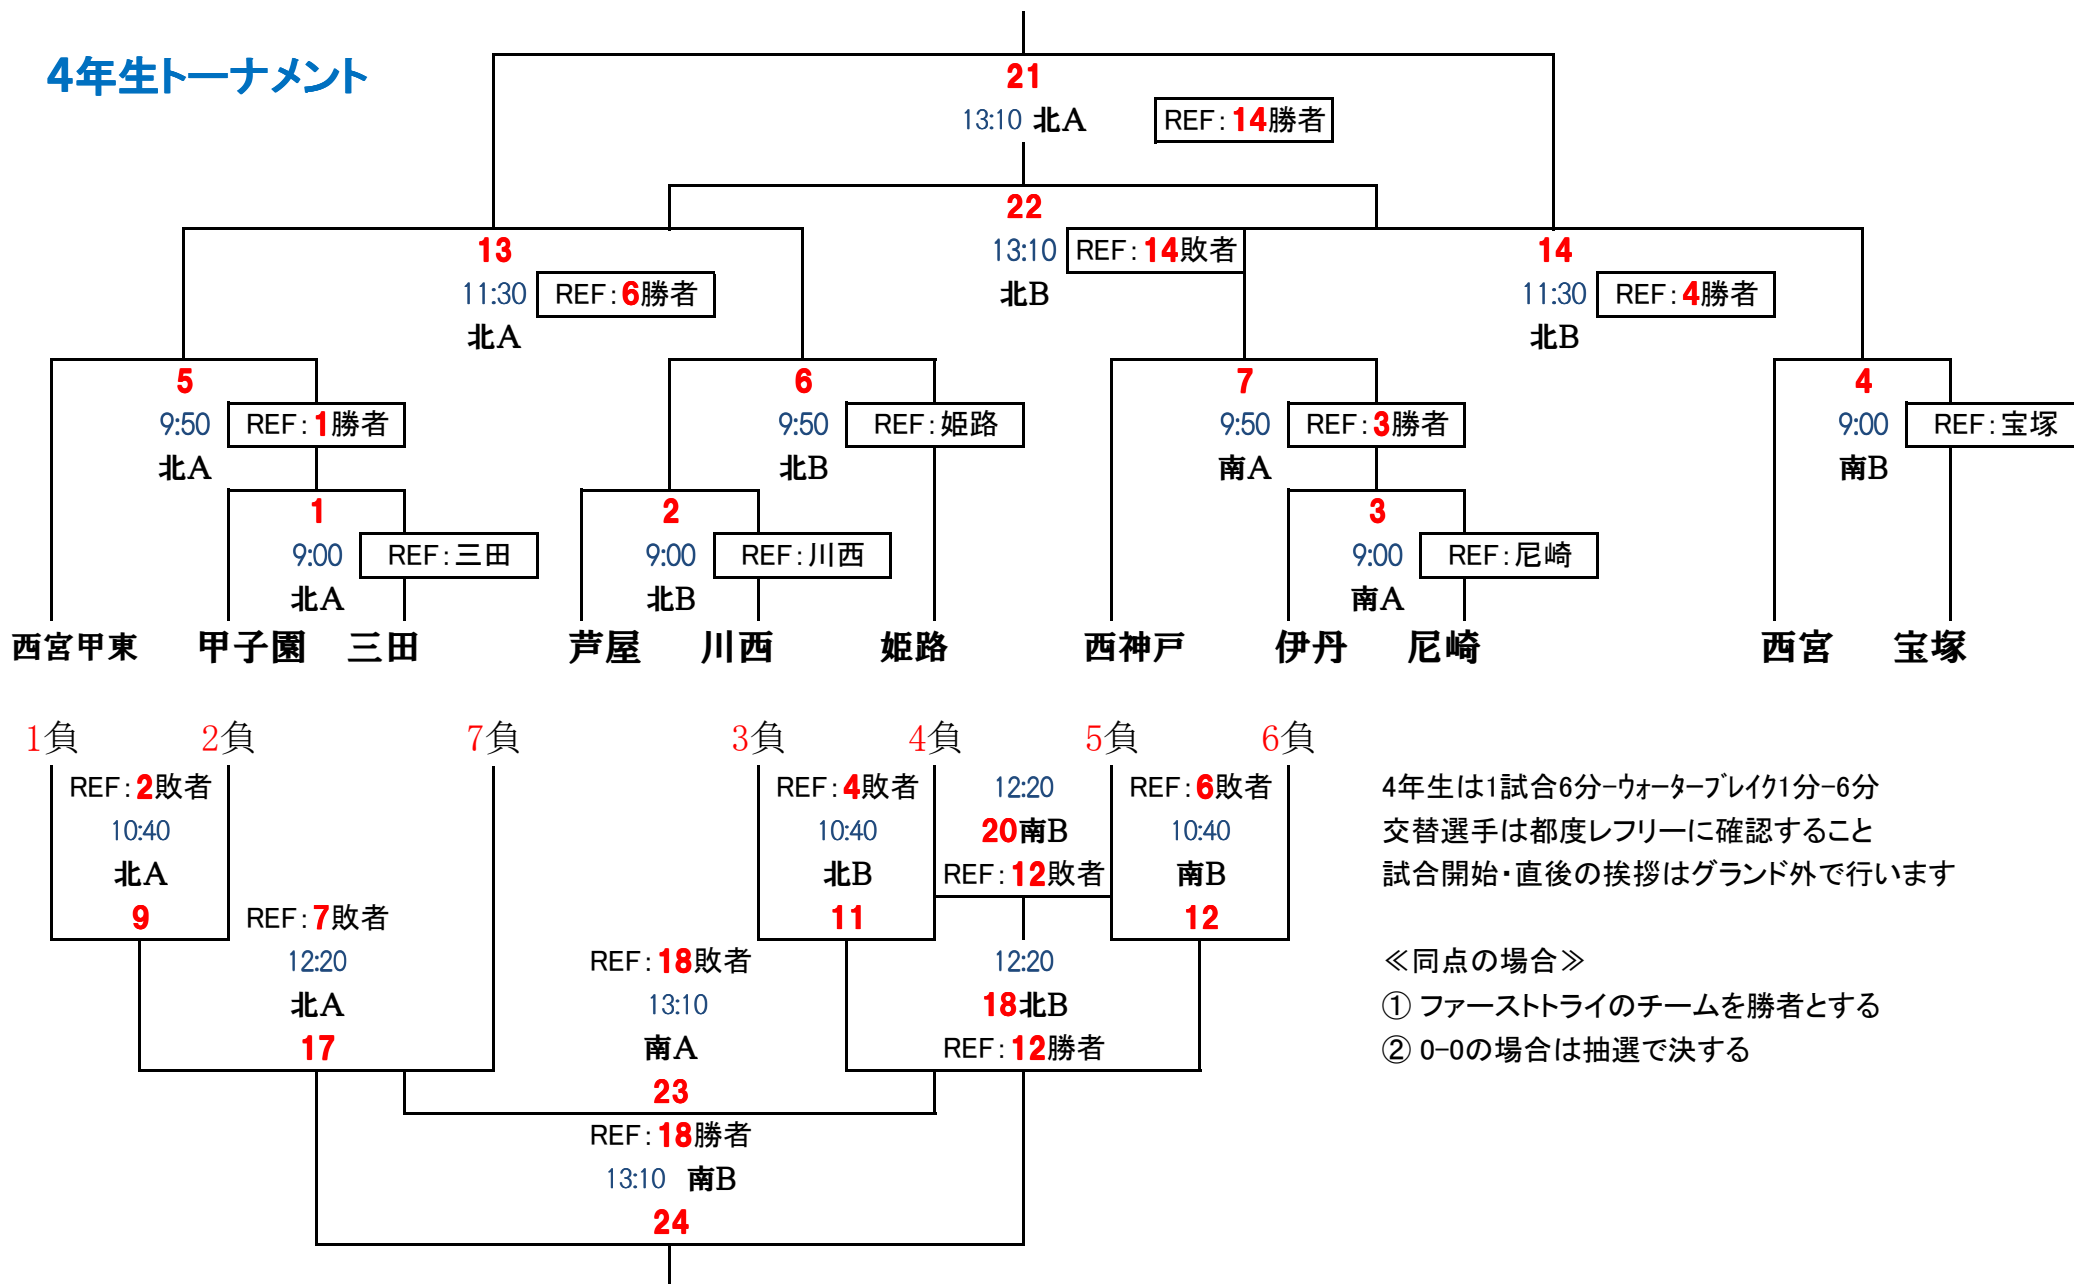 4年生トーナメント
21
13:10 北A
REF：14勝者
22
13:10
REF：14敗者
北B
13
11:30
REF：6勝者
北A
14
11:30
REF：4勝者
北B
5
9:50
REF：1勝者
北A
6
9:50
REF：姫路
北B
7
9:50
REF：3勝者
南A
4
9:00
REF：宝塚
南B
1
9:00
REF：三田
北A
2
9:00
REF：川西
北B
3
9:00
REF：尼崎
南A
西宮甲東 甲子園 三田 芦屋 川西 姫路 西神戸 伊丹 尼崎 西宮 宝塚
1負 2負 7負 3負 4負 5負 6負
REF：2敗者
10:40
北A
9
REF：7敗者
12:20
北A
17
REF：4敗者
10:40
北B
11
12:20
20南B
REF：12敗者
REF：6敗者
10:40
南B
12
REF：18敗者
13:10
南A
23
12:20
18北B
REF：12勝者
REF：18勝者
13:10 南B
24
4年生は1試合6分-ウォーターブレイク1分-6分
交替選手は都度レフリーに確認すること
試合開始・直後の挨拶はグランド外で行います
≪同点の場合≫
① ファーストトライのチームを勝者とする
② 0-0の場合は抽選で決する